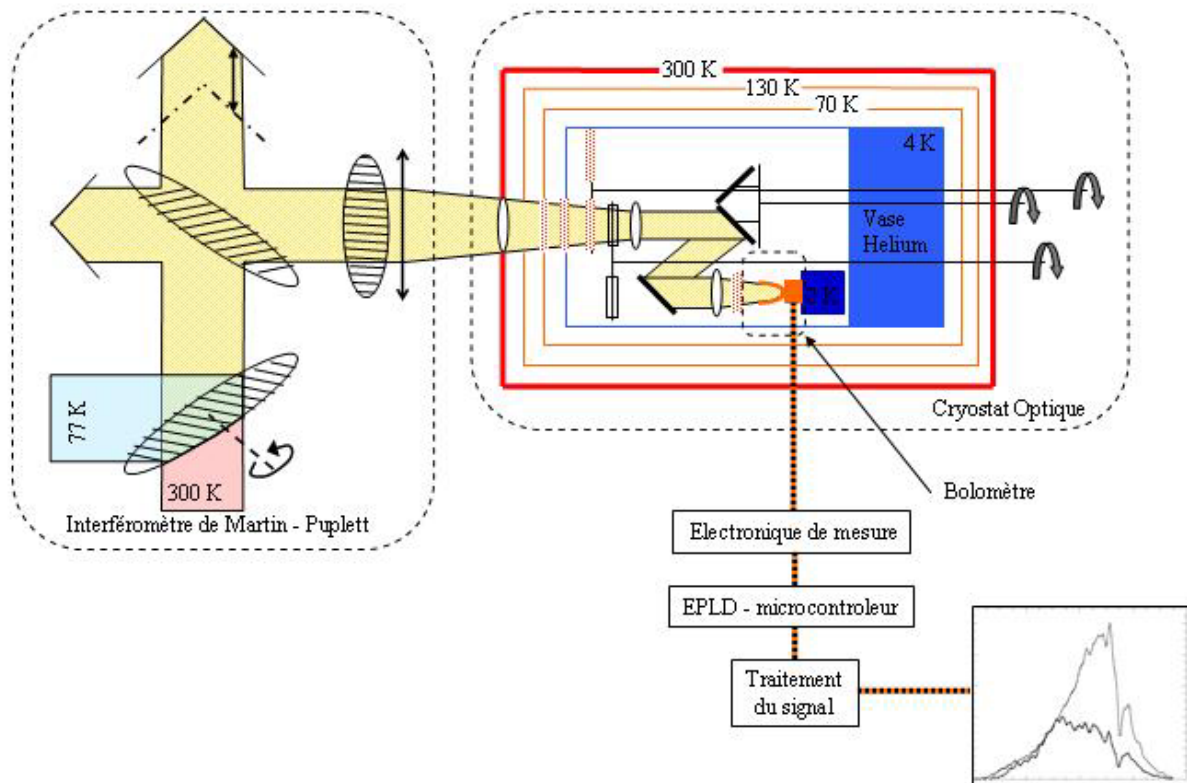 77 K
300 K
Interféromètre de Martin - Puplett
300 K
130 K
70 K
4 K
Vase
Helium
K
Cryostat Optique
Bolomètre
Electronique de mesure
EPLD - microcontroleur
Traitement
du signal